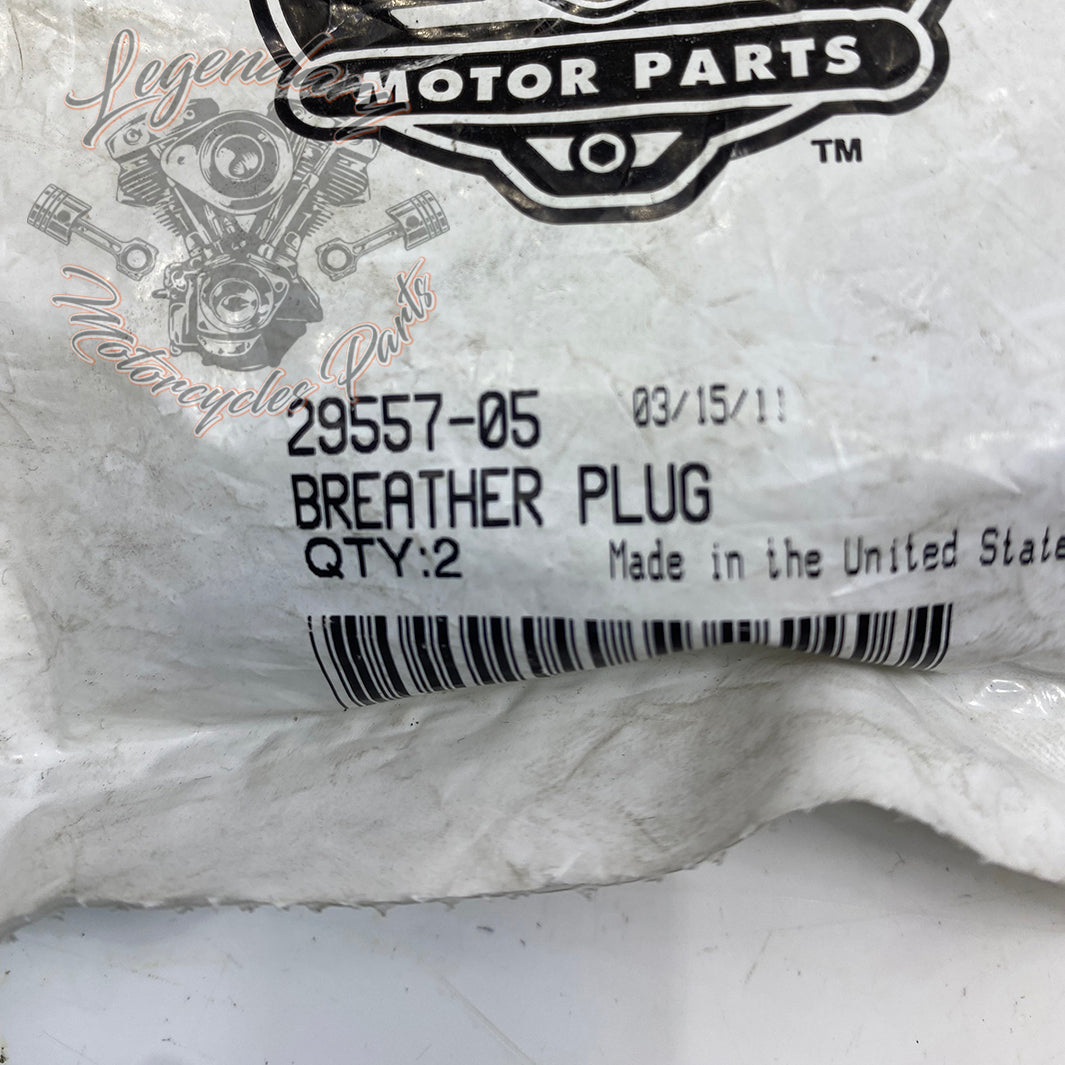 MOTOR PARTS
TM
Legendary
Motorcycles Parts
29557-05 03/15/11
BREATHER PLUG
QTY:2 Made in the United State